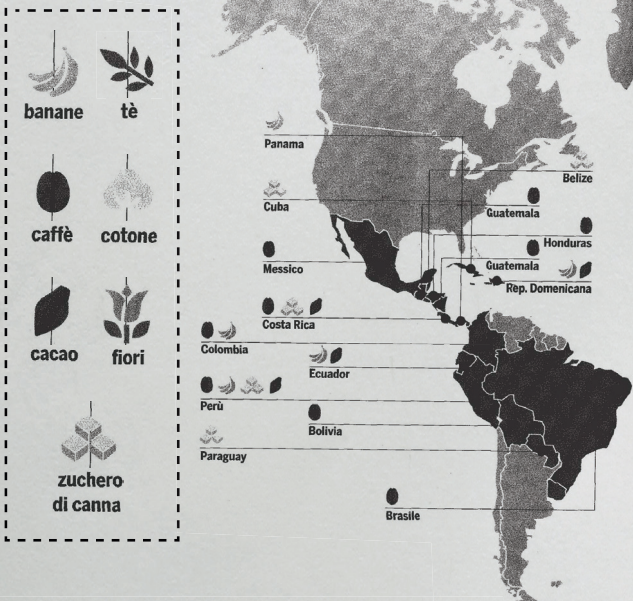 banane tè
caffè cotone
cacao fiori
zucchero
di canna
Panama
Belize
Cuba
Guatemala
Honduras
Messico
Guatemala
Rep. Domenicana
Costa Rica
Colombia
Ecuador
Perù
Bolivia
Paraguay
Brasile